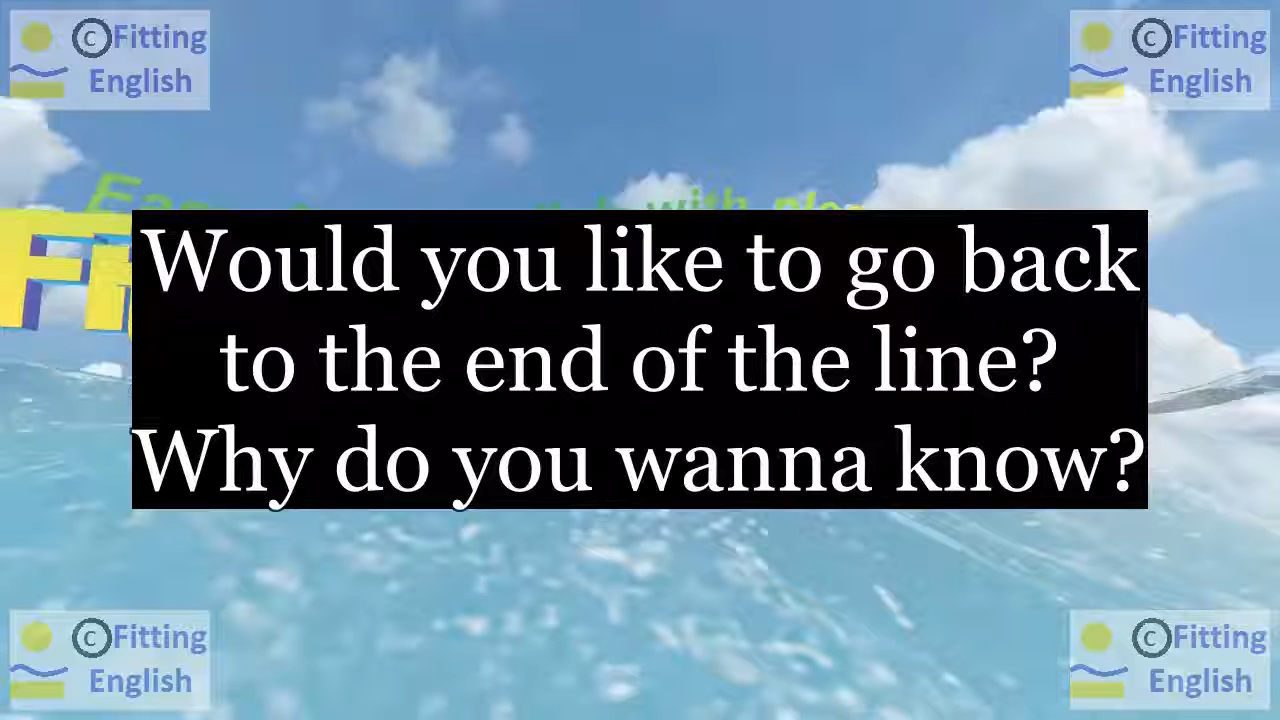 ©Fitting
English
©Fitting
English
with
Would you like to go back
to the end of the line?
Why do you wanna know?
©Fitting
English
©Fitting
English